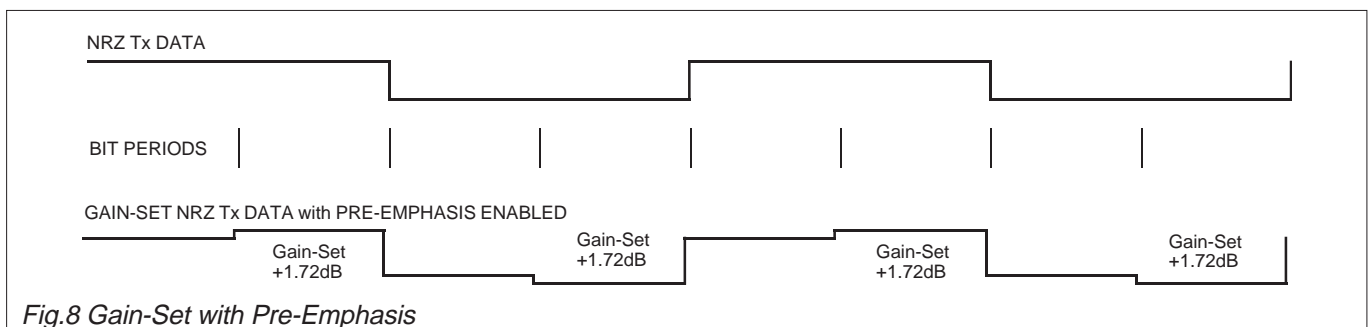 NRZ Tx DATA
BIT PERIODS
GAIN-SET NRZ Tx DATA with PRE-EMPHASIS ENABLED
Gain-Set
+1.72dB
Gain-Set
+1.72dB
Gain-Set
+1.72dB
Gain-Set
+1.72dB
Fig.8 Gain-Set with Pre-Emphasis